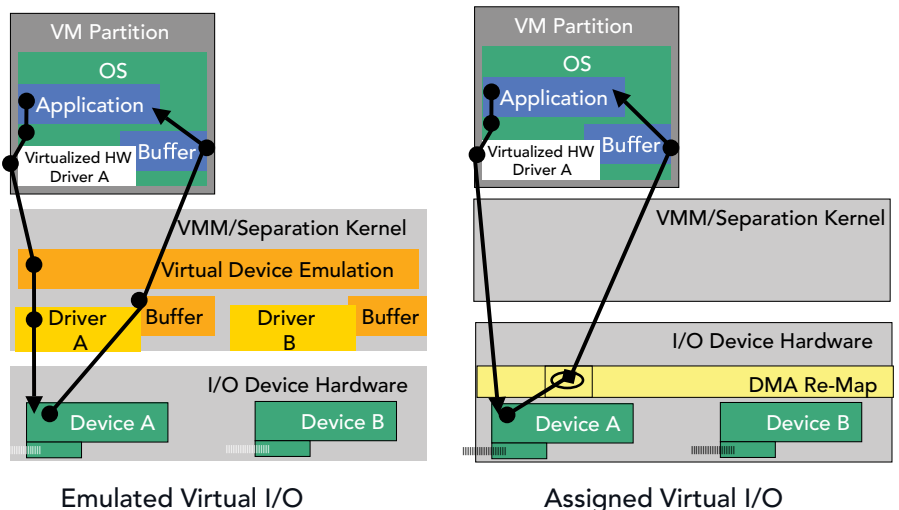 VM Partition
OS
Application
Buffer
Virtualized HW
Driver A
VMM/Separation Kernel
Virtual Device Emulation
Driver
A
Buffer
Driver
B
Buffer
I/O Device Hardware
Device A
Device B
Emulated Virtual I/O
VM Partition
OS
Application
Buffer
Virtualized HW
Driver A
VMM/Separation Kernel
I/O Device Hardware
DMA Re-Map
Device A
Device B
Assigned Virtual I/O